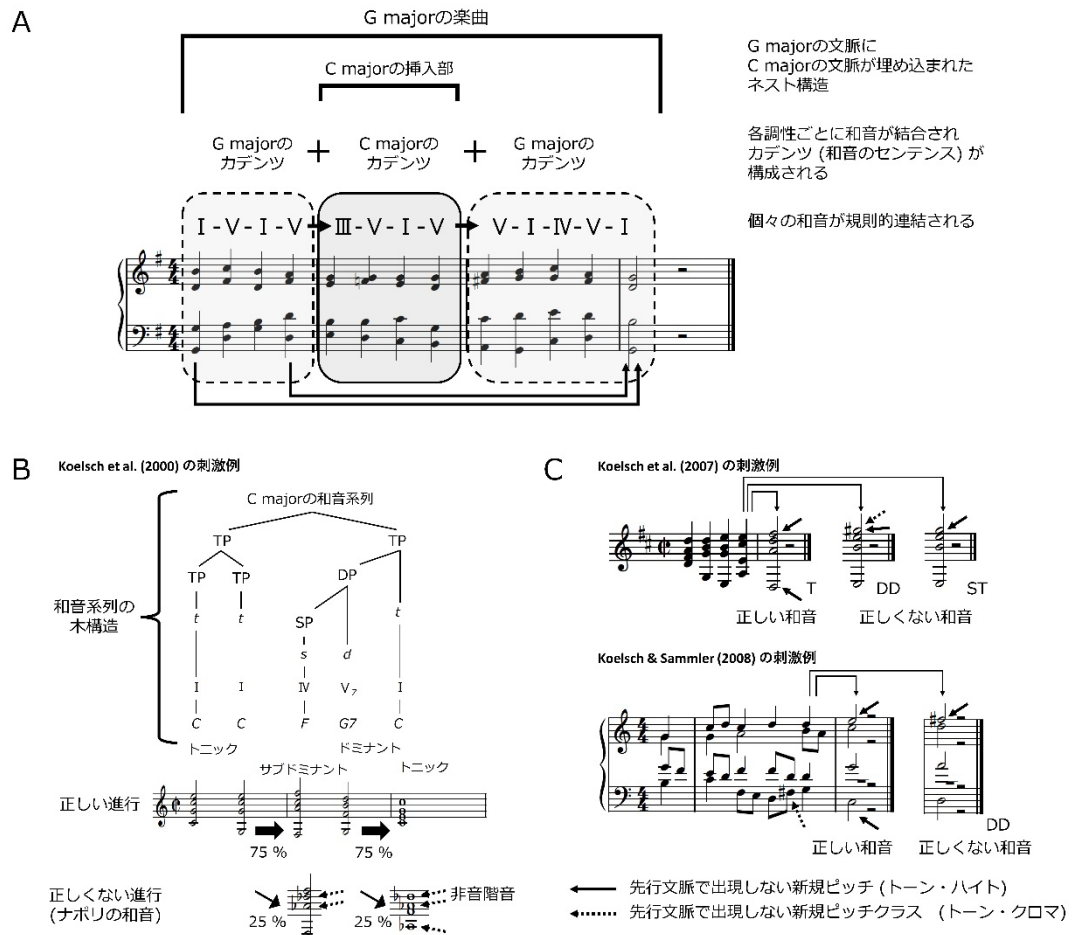 A
G majorの楽曲
C majorの挿入部
G majorの
カデンツ
+
C majorの
カデンツ
+
G majorの
カデンツ
I - V - I - V
III - V - I - V
V - I - IV - V - I
G majorの文脈に
C majorの文脈が埋め込まれた
ネスト構造
各調性ごとに和音が結合され
カデンツ (和音のセンテンス) が
構成される
個々の和音が規則的連結される
B
Koelsch et al. (2000) の刺激例
C majorの和音系列
TP TP
TP TP DP
t t SP t
s d
I I IV V7 I
C C F G7 C
和音系列の
木構造
トニック ドミナント
サブドミナント トニック
正しい進行
75 % 75 %
正しくない進行
(ナポリの和音)
25 % 25 %
非音階音
C
Koelsch et al. (2007) の刺激例
T DD ST
正しい和音 正しくない和音
Koelsch & Sammler (2008) の刺激例
DD
正しい和音 正しくない和音
先行文脈で出現しない新規ピッチ (トーン・ハイト)
先行文脈で出現しない新規ピッチクラス (トーン・クロマ)